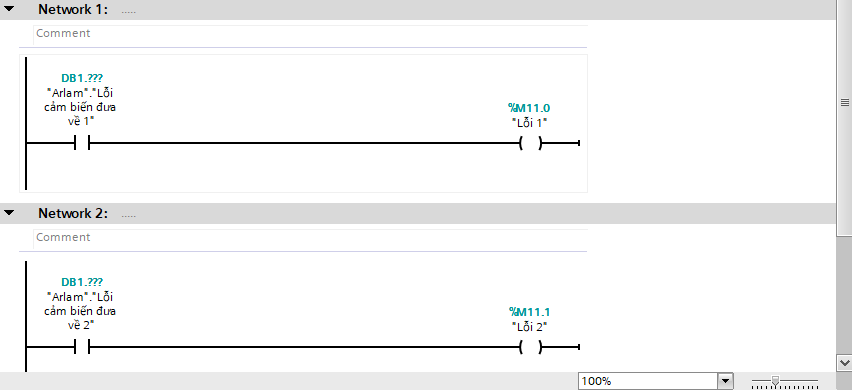 Network 1: .....
Comment
DB1.???
"Arlam"."Lỗi
cảm biến đưa
về 1"
%M11.0
"Lỗi 1"
Network 2: .....
Comment
DB1.???
"Arlam"."Lỗi
cảm biến đưa
về 2"
%M11.1
"Lỗi 2"
100%